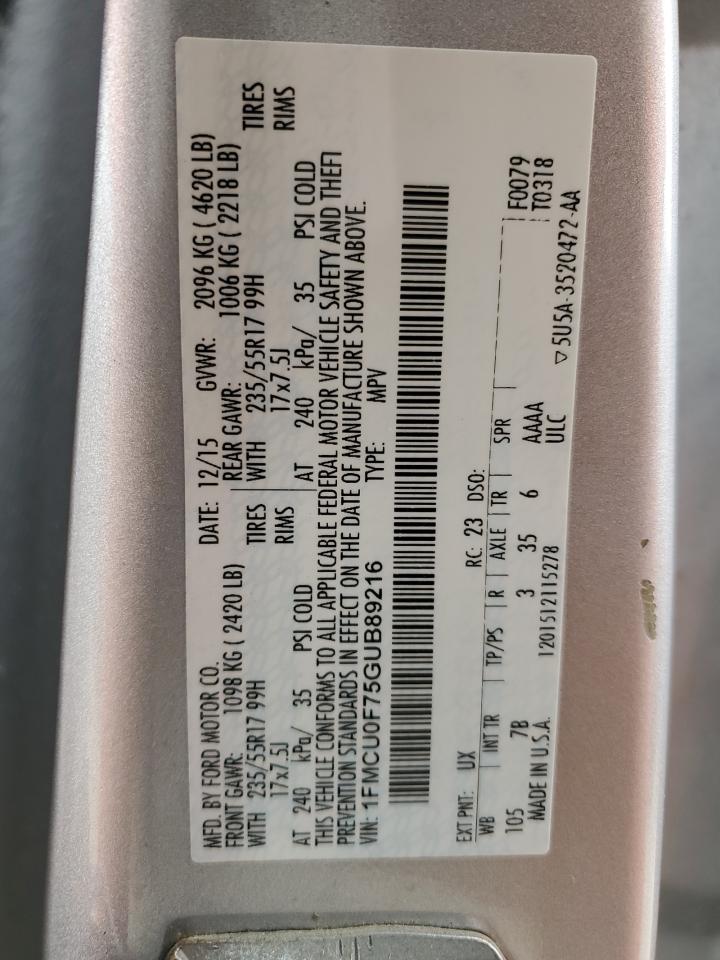 MFD. BY FORD MOTOR CO. DATE: 12/15 GVWR: 2096 KG ( 4620 LB)
FRONT GAWR: 1098 KG ( 2420 LB) REAR GAWR: 1006 KG ( 2218 LB)
WITH 235/55R17 99H TIRES WITH 235/55R17 99H TIRES
17x7.5J RIMS 17x7.5J RIMS
AT 240 kPa/ 35 PSI COLD AT 240 kPa/ 35 PSI COLD
THIS VEHICLE CONFORMS TO ALL APPLICABLE FEDERAL MOTOR VEHICLE SAFETY AND THEFT
PREVENTION STANDARDS IN EFFECT ON THE DATE OF MANUFACTURE SHOWN ABOVE.
VIN: 1FMCU0F75GUB89216 TYPE: MPV
EXT PNT: UX RC: 23 DSO:
WB INT TR TP/PS R AXLE TR SPR F0079
105 7B 3 35 6 AAAA T0318
MADE IN U.S.A. 1201512115278 ULC ▽5U5A-3520472-AA